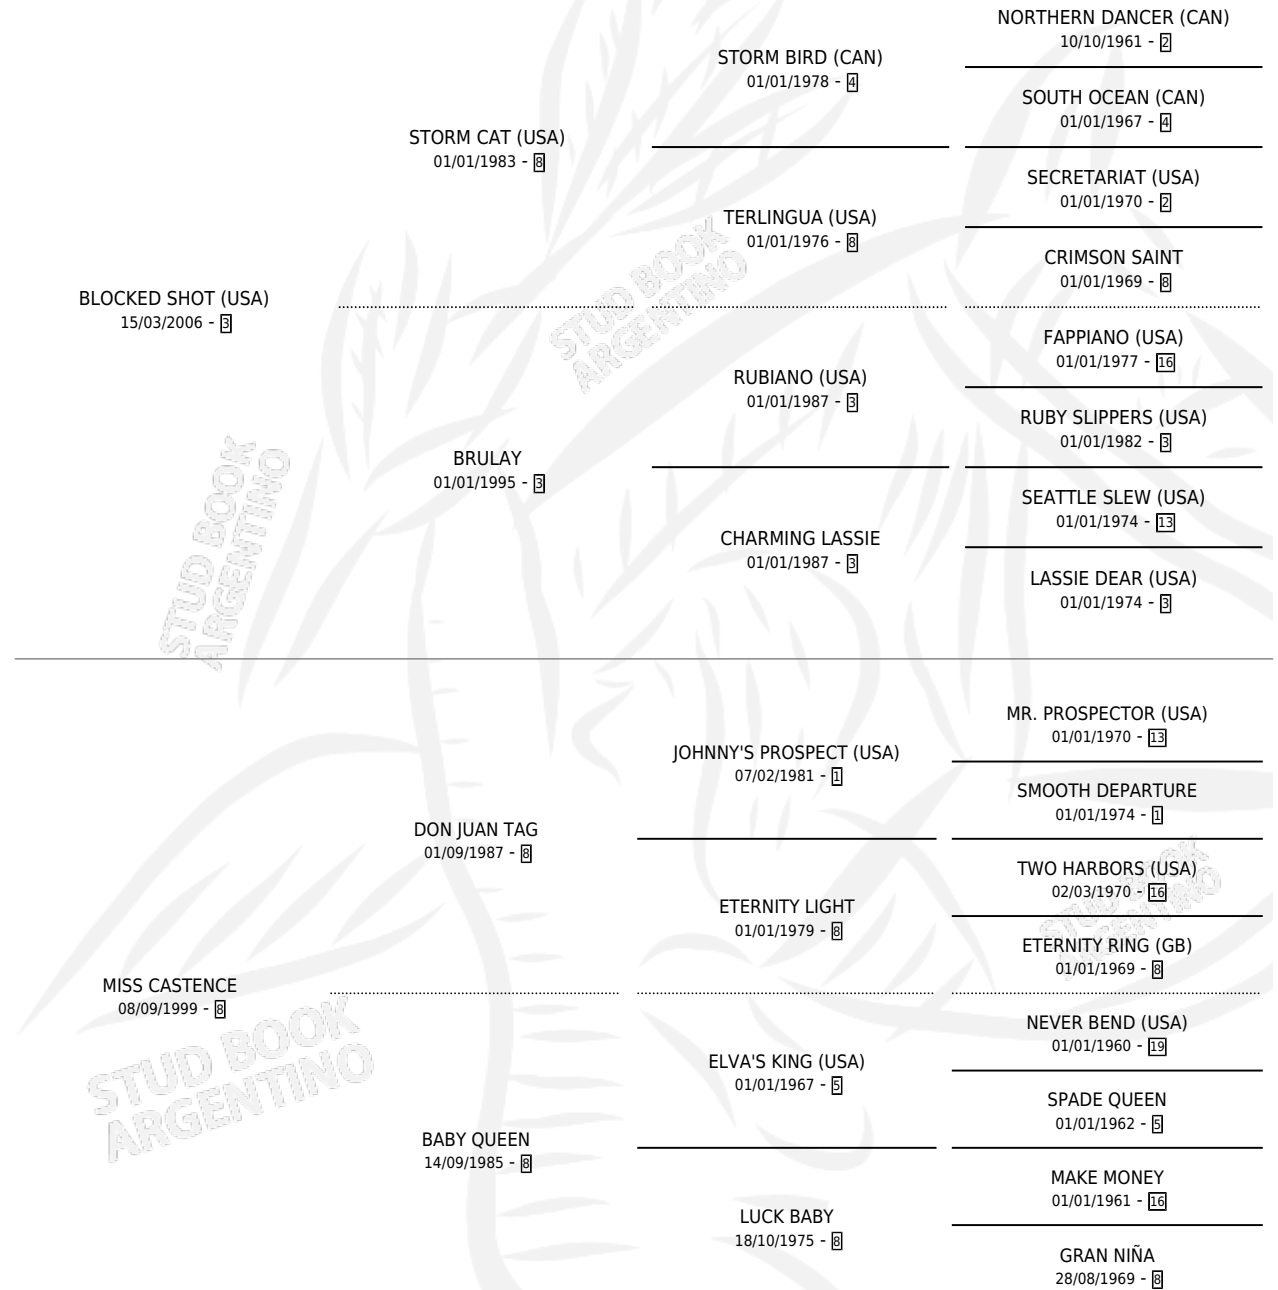 NORTHERN DANCER (CAN)
10/10/1961 - 2
STORM BIRD (CAN)
01/01/1978 - 4
SOUTH OCEAN (CAN)
01/01/1967 - 4
STORM CAT (USA)
01/01/1983 - 8
SECRETARIAT (USA)
01/01/1970 - 2
TERLINGUA (USA)
01/01/1976 - 8
CRIMSON SAINT
01/01/1969 - 8
BLOCKED SHOT (USA)
15/03/2006 - 3
STUD BOOK
ARGENTINO
FAPPIANO (USA)
01/01/1977 - 16
RUBIANO (USA)
01/01/1987 - 3
RUBY SLIPPERS (USA)
01/01/1982 - 3
BRULAY
01/01/1995 - 3
SEATTLE SLEW (USA)
01/01/1974 - 13
CHARMING LASSIE
01/01/1987 - 3
LASSIE DEAR (USA)
01/01/1974 - 3
STUD BOOK
ARGENTINO
MR. PROSPECTOR (USA)
01/01/1970 - 13
JOHNNY'S PROSPECT (USA)
07/02/1981 - 1
SMOOTH DEPARTURE
01/01/1974 - 1
DON JUAN TAG
01/09/1987 - 8
TWO HARBORS (USA)
02/03/1970 - 16
ETERNITY LIGHT
01/01/1979 - 8
STUD BOOK
ARGENTINO
ETERNITY RING (GB)
01/01/1969 - 8
MISS CASTENCE
08/09/1999 - 8
STUD BOOK
ARGENTINO
NEVER BEND (USA)
01/01/1960 - 19
ELVA'S KING (USA)
01/01/1967 - 5
SPADE QUEEN
01/01/1962 - 5
BABY QUEEN
14/09/1985 - 8
MAKE MONEY
01/01/1961 - 16
LUCK BABY
18/10/1975 - 8
GRAN NIÑA
28/08/1969 - 8